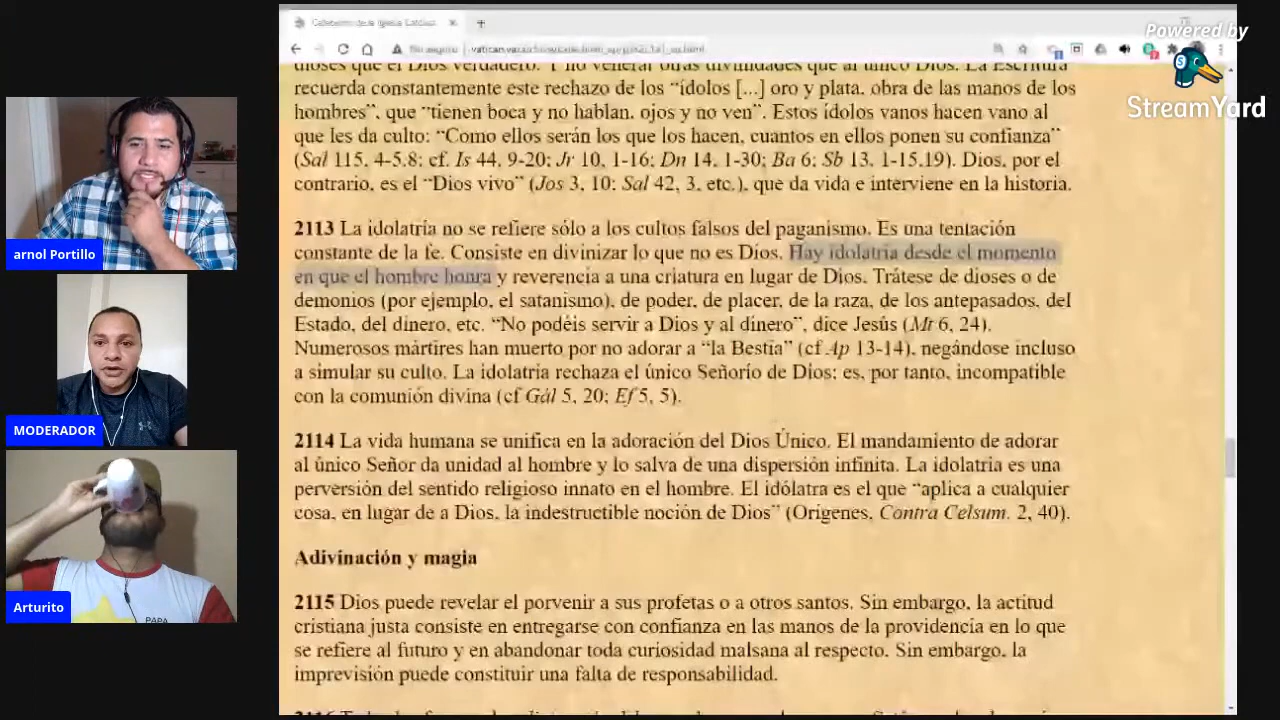 Catecismo de la Iglesia Católica
No seguro
Powered by
StreamYard
dioses que el Dios verdadero. Y no venerar otras divinidades que al único Dios. La Escritura
recuerda constantemente este rechazo de los “ídolos [...] oro y plata, obra de las manos de los
hombres”, que “tienen boca y no hablan, ojos y no ven”. Estos ídolos vanos hacen vano al
que les da culto: “Como ellos serán los que los hacen, cuantos en ellos ponen su confianza”
(Sal 115, 4-5.8; cf. Is 44, 9-20; Jr 10, 1-16; Dn 14, 1-30; Ba 6; Sb 13, 1-15,19). Dios, por el
contrario, es el “Dios vivo” (Jos 3, 10; Sal 42, 3, etc.), que da vida e interviene en la historia.
2113 La idolatría no se refiere sólo a los cultos falsos del paganismo. Es una tentación
constante de la fe. Consiste en divinizar lo que no es Dios. Hay idolatría desde el momento
en que el hombre honra y reverencia a una criatura en lugar de Dios. Trátese de dioses o de
demonios (por ejemplo, el satanismo), de poder, de placer, de la raza, de los antepasados, del
Estado, del dinero, etc. “No podéis servir a Dios y al dinero”, dice Jesús (Mt 6, 24).
Numerosos mártires han muerto por no adorar a “la Bestia” (cf Ap 13-14), negándose incluso
a simular su culto. La idolatría rechaza el único Señorío de Dios; es, por tanto, incompatible
con la comunión divina (cf Gál 5, 20; Ef 5, 5).
2114 La vida humana se unifica en la adoración del Dios Único. El mandamiento de adorar
al único Señor da unidad al hombre y lo salva de una dispersión infinita. La idolatría es una
perversión del sentido religioso innato en el hombre. El idólatra es el que “aplica a cualquier
cosa, en lugar de a Dios, la indestructible noción de Dios” (Orígenes, Contra Celsum, 2, 40).
Adivinación y magia
2115 Dios puede revelar el porvenir a sus profetas o a otros santos. Sin embargo, la actitud
cristiana justa consiste en entregarse con confianza en las manos de la providencia en lo que
se refiere al futuro y en abandonar toda curiosidad malsana al respecto. Sin embargo, la
imprevisión puede constituir una falta de responsabilidad.
arnol Portillo
MODERADOR
Arturito
PAPA